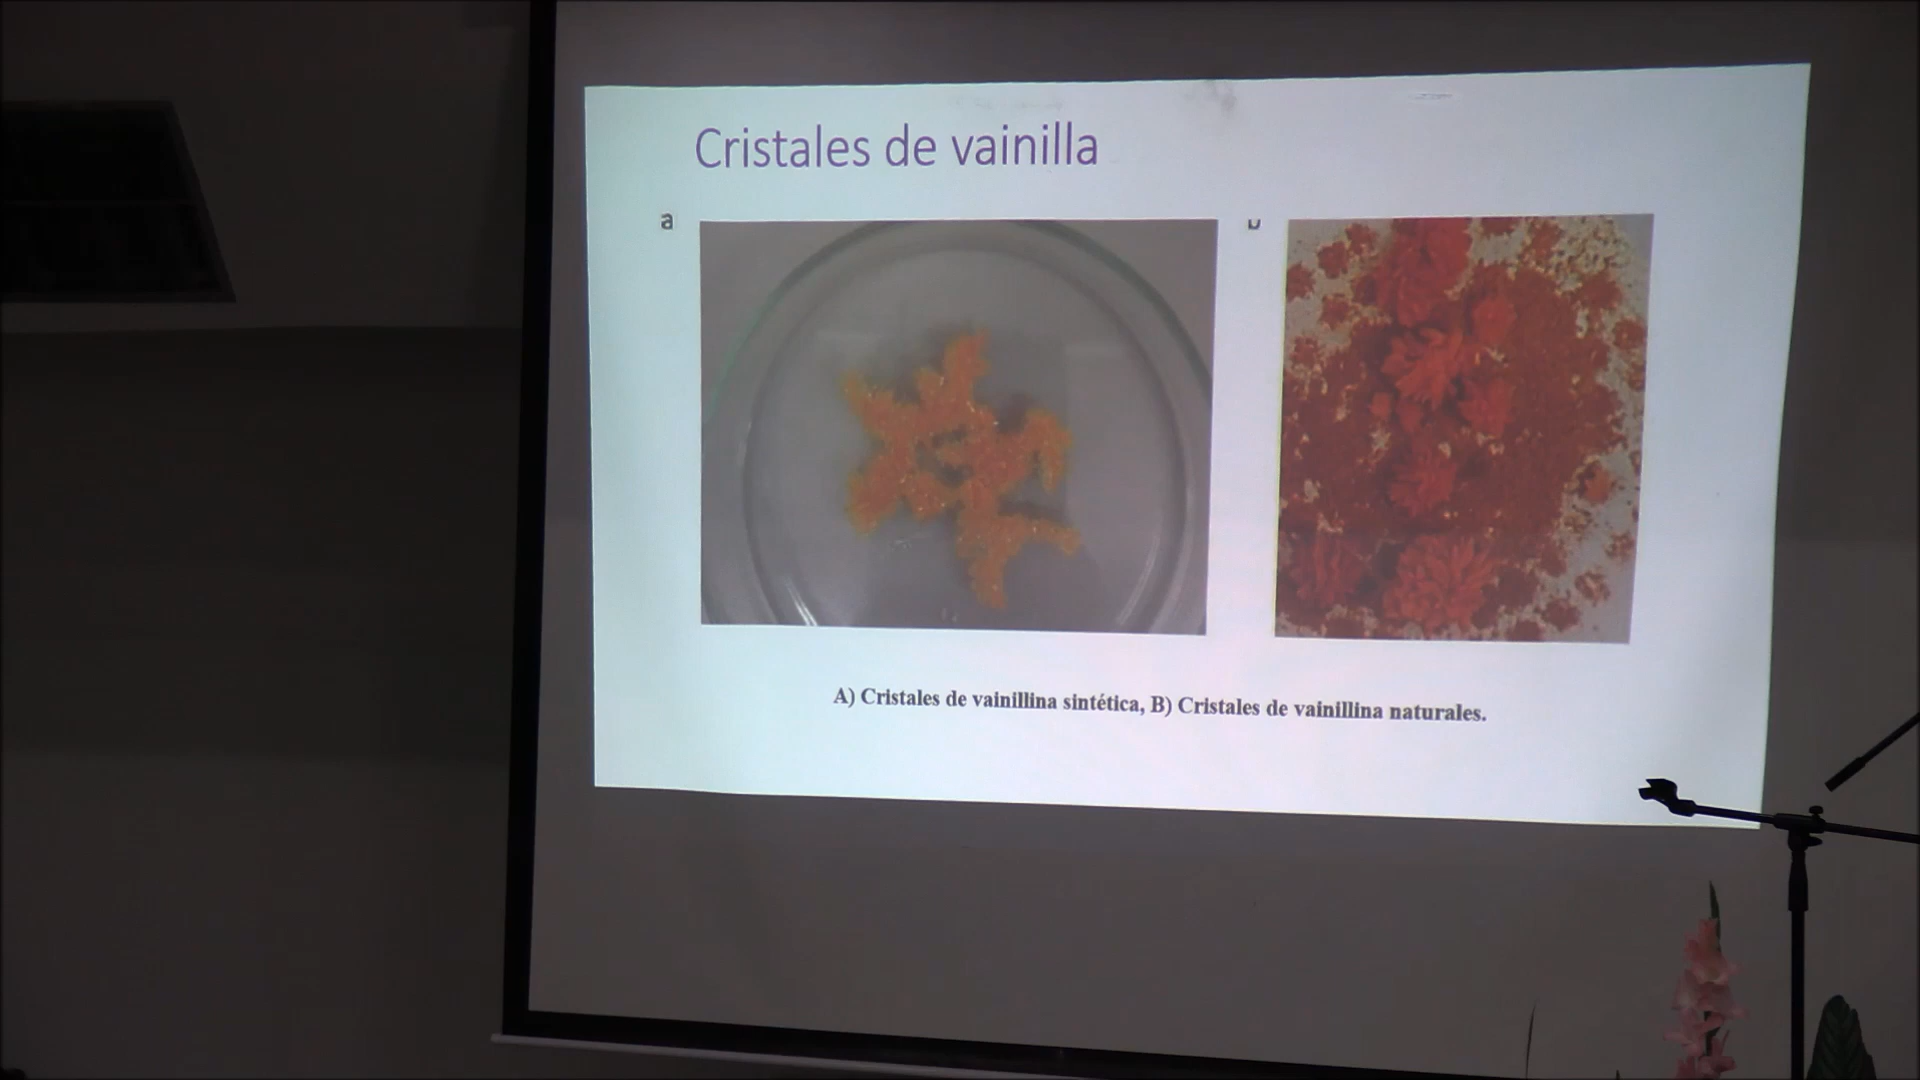 Cristales de vainilla
a
A) Cristales de vainillina sintética, B) Cristales de vainillina naturales.